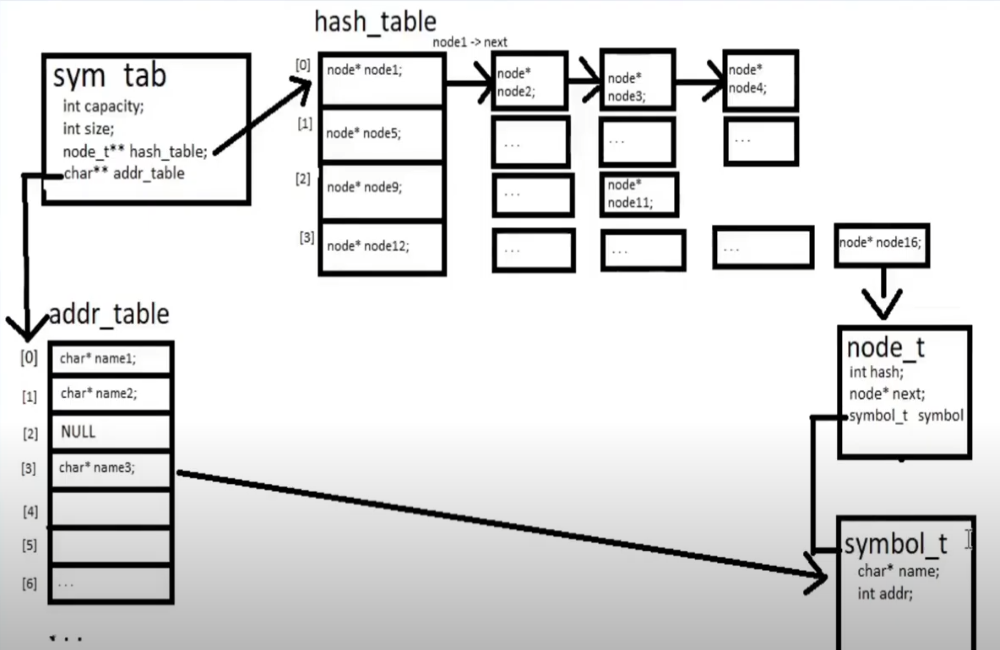 hash_table
node1 -> next
sym tab
int capacity;
int size;
node_t** hash_table;
char** addr_table
[0]
node* node1;
node*
node2;
node*
node3;
node*
node4;
[1]
node* node5;
...
...
...
[2]
node* node9;
...
node*
node11;
[3]
node* node12;
...
...
...
node* node16;
addr_table
[0]
char* name1;
[1]
char* name2;
[2]
NULL
[3]
char* name3;
[4]
[5]
[6]
...
...
node_t
int hash;
node* next;
symbol_t symbol
symbol_t
char* name;
int addr;